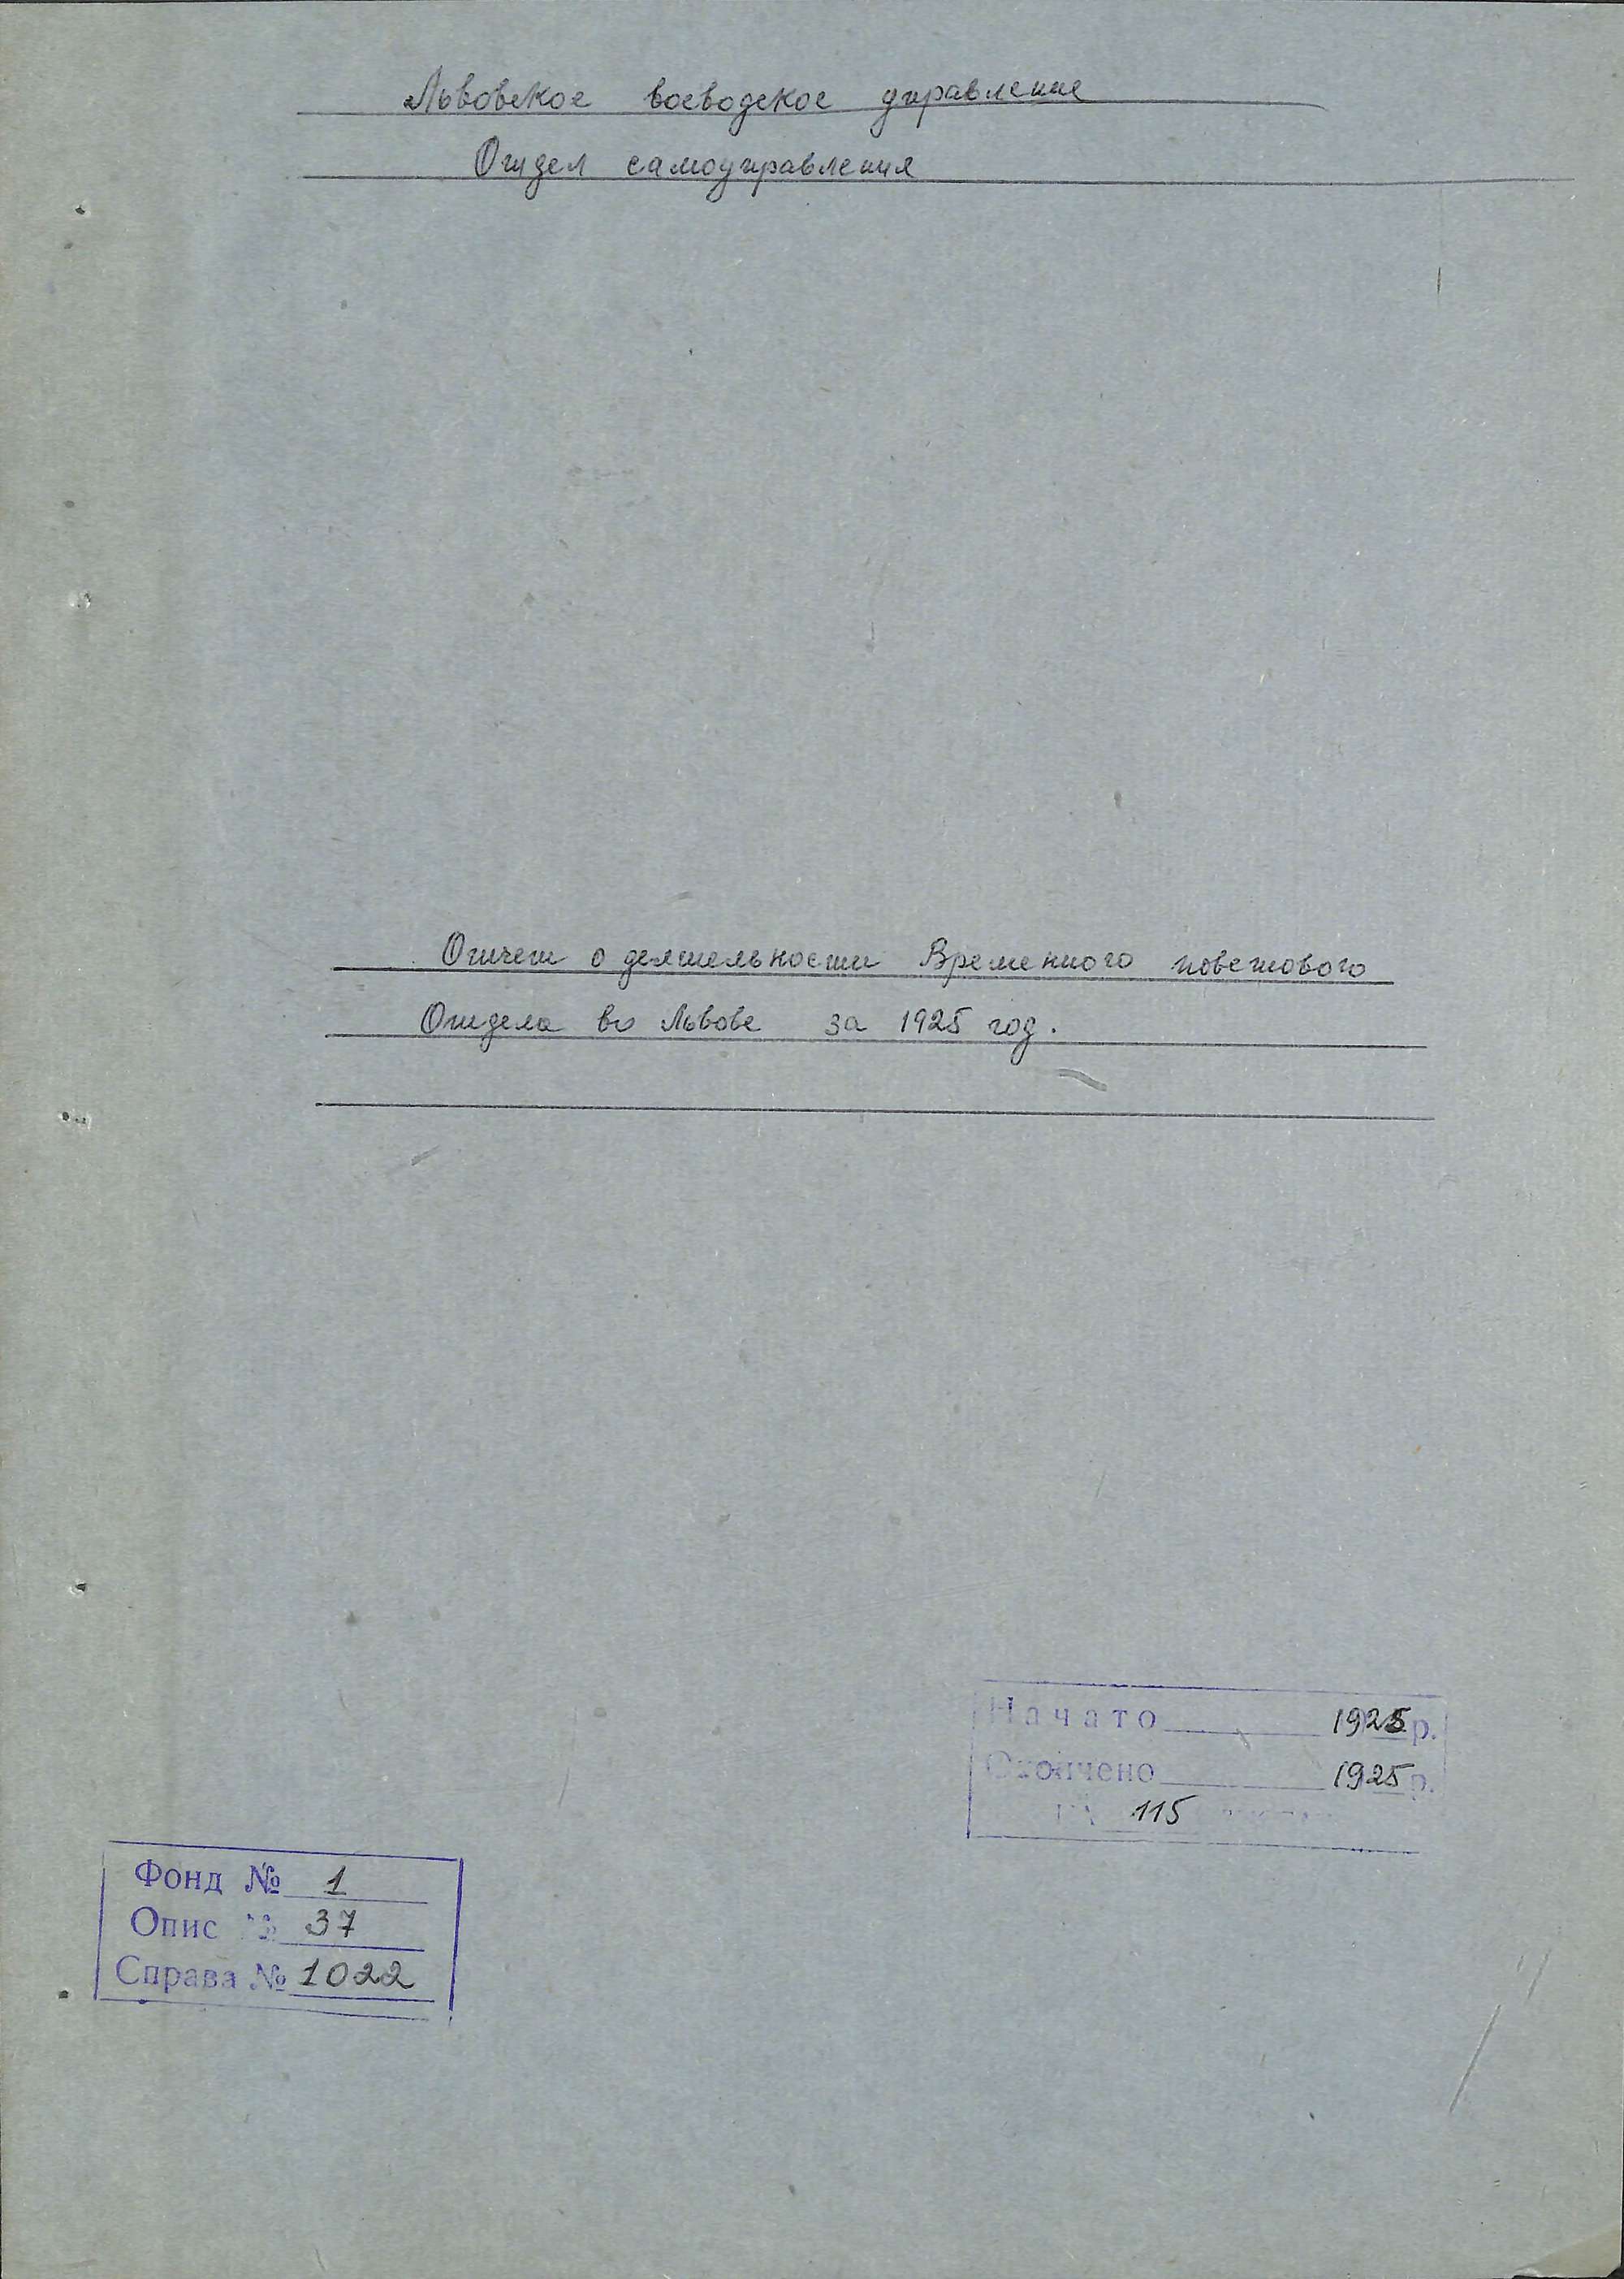 Львовское воеводское управление
Отдел самоуправления
Отчет о деятельности Временного поветового
Отдела во Львове за 1925 год.
Начато 1925 р.
Окончено 1925 р.
115
Фонд № 1
Опис № 37
Справа № 1022